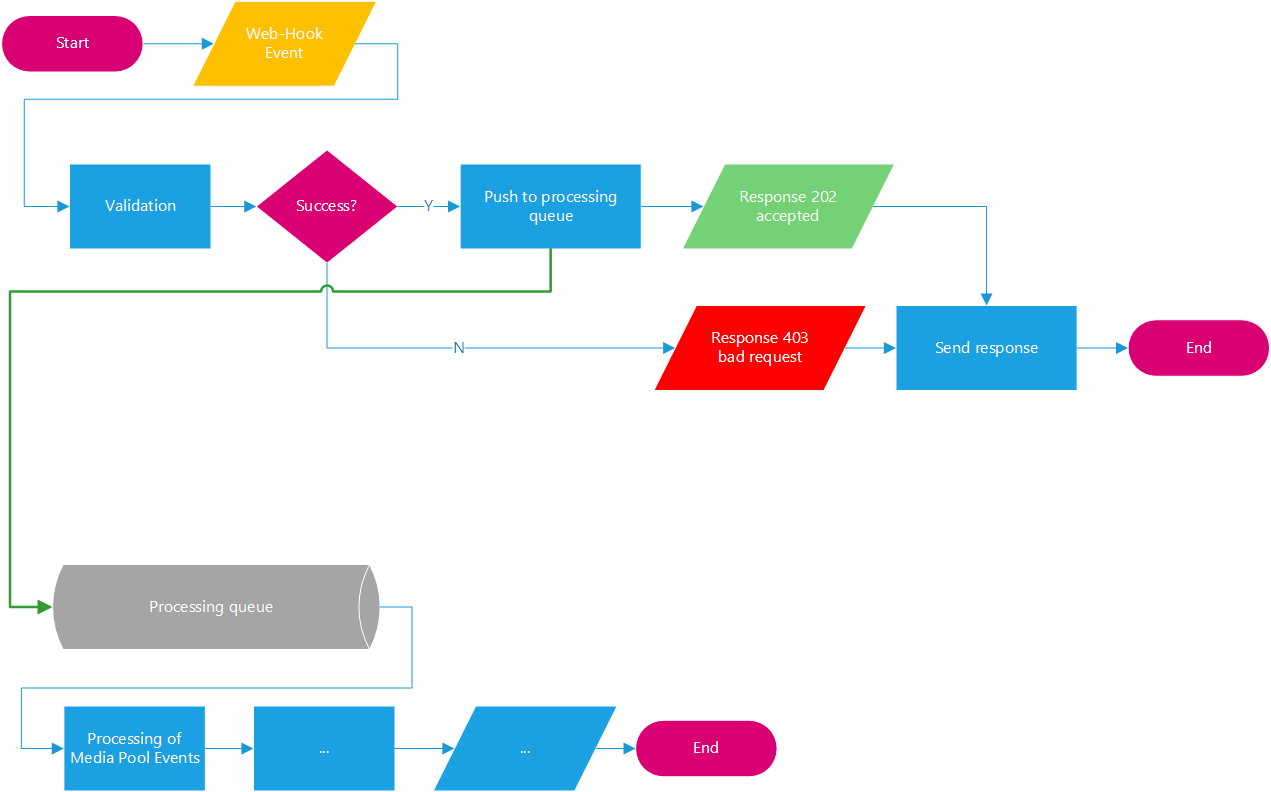 Start
Web-Hook
Event
Validation
Success?
Y
Push to processing
queue
Response 202
accepted
N
Response 403
bad request
Send response
End
Processing queue
Processing of
Media Pool Events
...
...
End